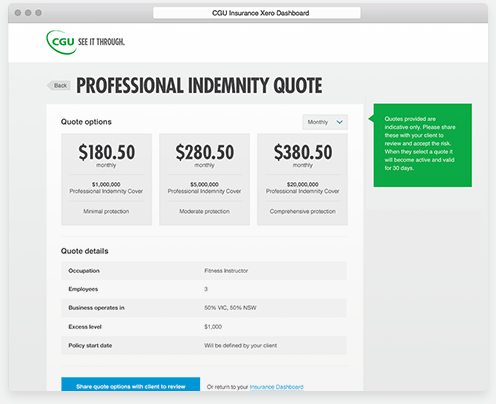 CGU Insurance Xero Dashboard
CGU SEE IT THROUGH.
Back
PROFESSIONAL INDEMNITY QUOTE
Quote options
Monthly
$180.50
monthly
$1,000,000
Professional Indemnity Cover
Minimal protection
$280.50
monthly
$5,000,000
Professional Indemnity Cover
Moderate protection
$380.50
monthly
$20,000,000
Professional Indemnity Cover
Comprehensive protection
Quotes provided are
indicative only. Please share
these with your client to
review and accept the risk.
When they select a quote it
will become active and valid
for 30 days.
Quote details
Occupation Fitness Instructor
Employees 3
Business operates in 50% VIC, 50% NSW
Excess level $1,000
Policy start date Will be defined by your client
Share quote options with client to review
Or return to your Insurance Dashboard